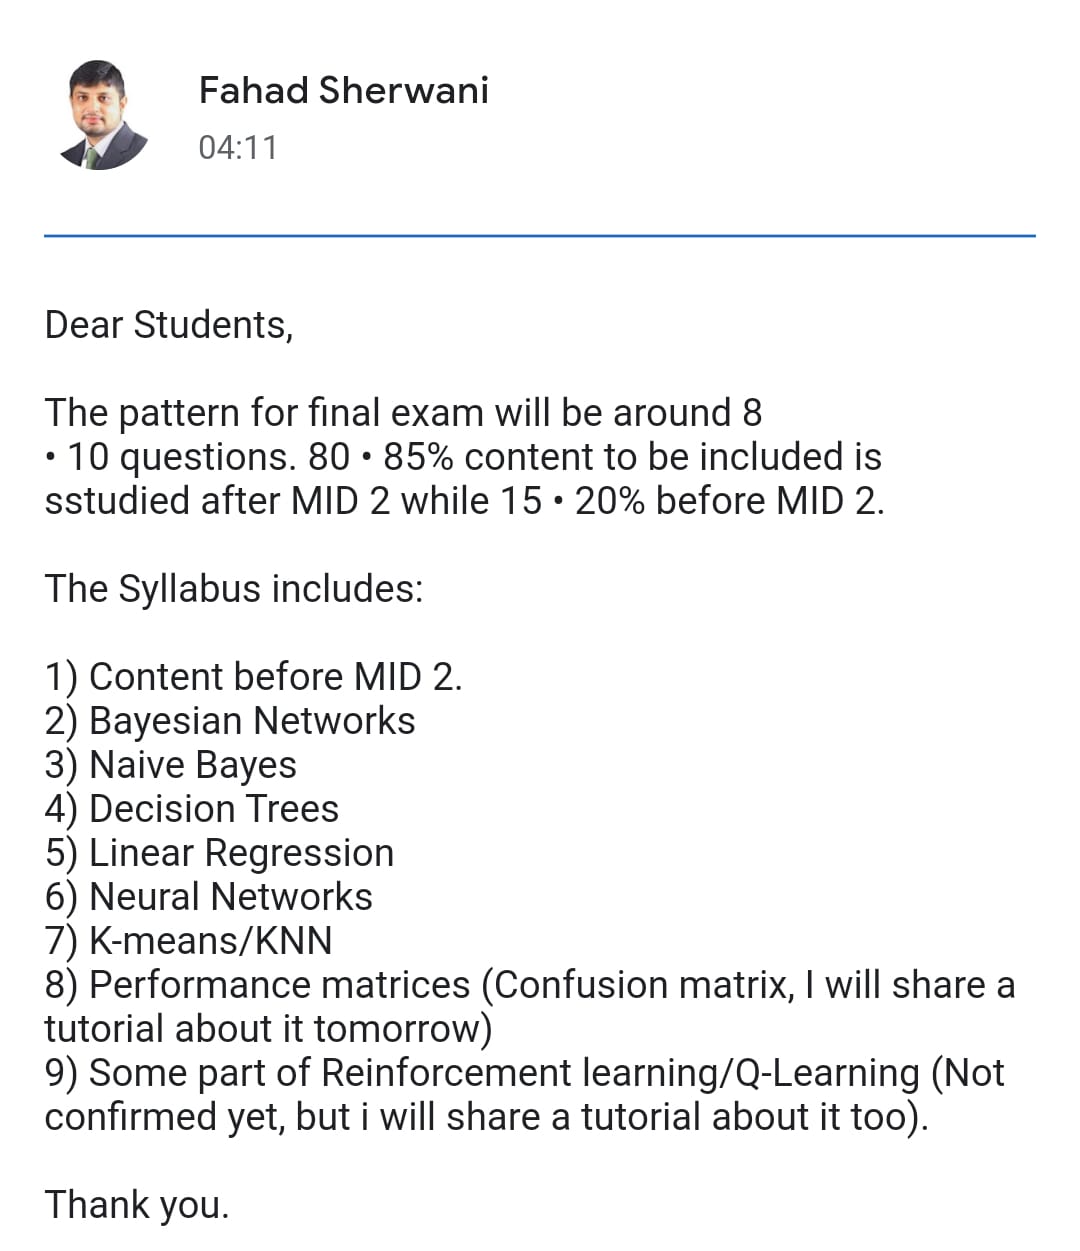 Fahad Sherwani
04:11
Dear Students,
The pattern for final exam will be around 8
• 10 questions. 80 • 85% content to be included is
sstudied after MID 2 while 15 • 20% before MID 2.
The Syllabus includes:
1) Content before MID 2.
2) Bayesian Networks
3) Naive Bayes
4) Decision Trees
5) Linear Regression
6) Neural Networks
7) K-means/KNN
8) Performance matrices (Confusion matrix, I will share a
tutorial about it tomorrow)
9) Some part of Reinforcement learning/Q-Learning (Not
confirmed yet, but i will share a tutorial about it too).
Thank you.